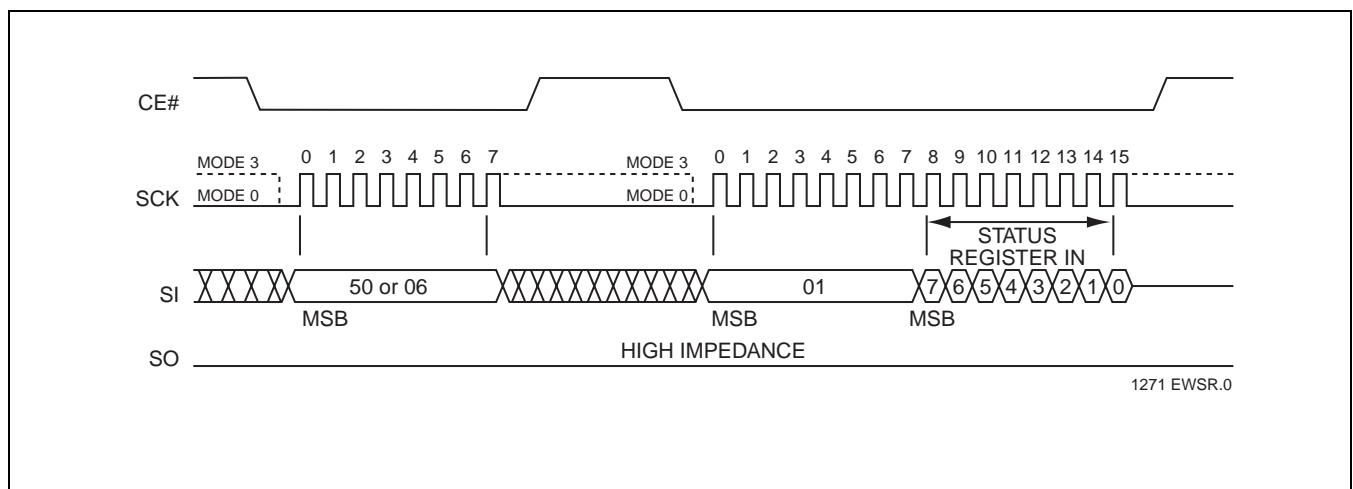 CE#
MODE 3 0 1 2 3 4 5 6 7 MODE 3 0 1 2 3 4 5 6 7 8 9 10 11 12 13 14 15
SCK MODE 0 MODE 0
STATUS
REGISTER IN
SI 50 or 06 01 7 6 5 4 3 2 1 0
MSB MSB MSB
SO HIGH IMPEDANCE
1271 EWSR.0